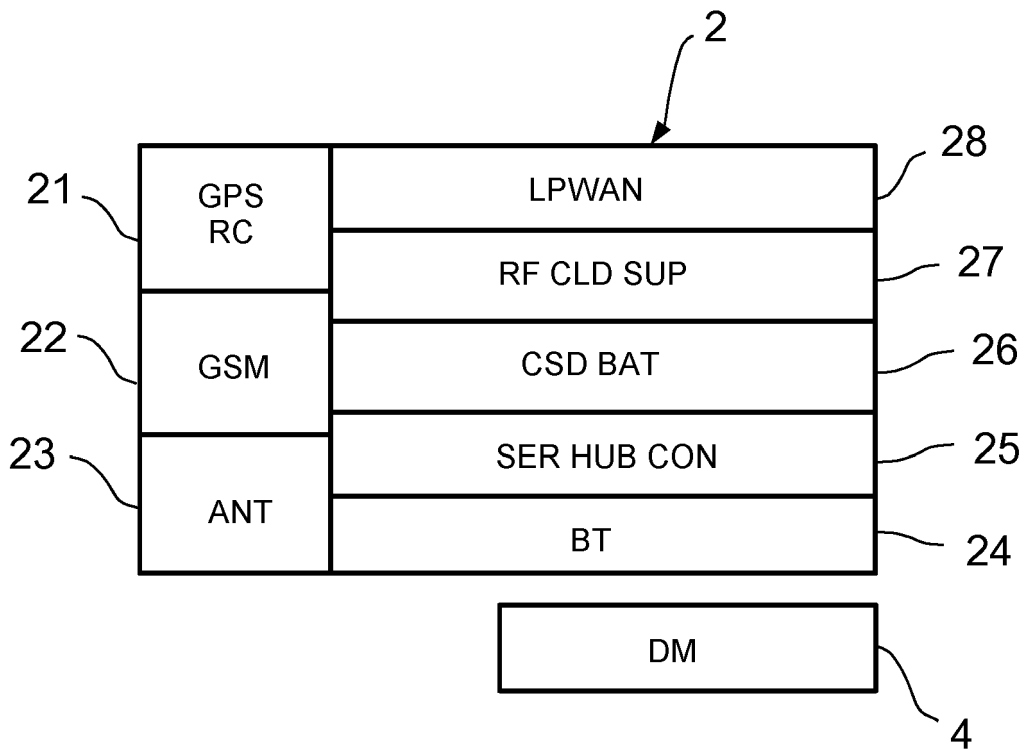 2
21
GPS
RC
LPWAN
28
RF CLD SUP
27
22
GSM
CSD BAT
26
23
ANT
SER HUB CON
25
BT
24
DM
4